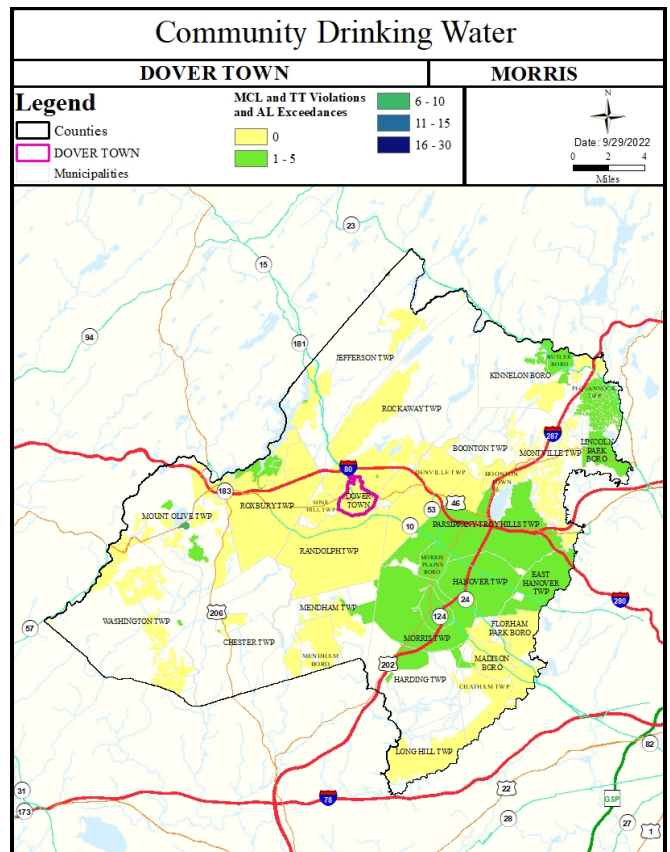 Community Drinking Water
DOVER TOWN
MORRIS
Legend
Counties
DOVER TOWN
Municipalities
MCL and TT Violations
and AL Exceedances
0
1 - 5
6 - 10
11 - 15
16 - 30
N
Date: 9/29/2022
0 2 4
Miles
23
15
94
181
JEFFERSON TWP
BUTLER
BORO
KINNELON BORO
PEQUANNOCK
TWP
ROCKAWAY TWP
287
LINCOLN
PARK
BORO
BOONTON TWP
MONTVILLE TWP
80
DENVILLE TWP
BOONTON
TOWN
183
DOVER
TOWN
MINE
HILL TWP
ROXBURY TWP
53
46
MOUNT OLIVE TWP
10
PARSIPPANY-TROY HILLS TWP
RANDOLPH TWP
MORRIS
PLAINS
BORO
HANOVER TWP
EAST
HANOVER
TWP
280
24
MENDHAM TWP
206
124
WASHINGTON TWP
FLORHAM
PARK BORO
57
CHESTER TWP
MORRIS TWP
MENDHAM
BORO
202
MADISON
BORO
HARDING TWP
CHATHAM TWP
82
LONG HILL TWP
31
22
78
GSP
173
28
27
1